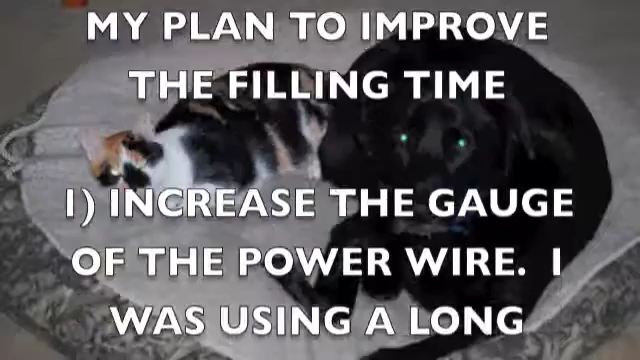 MY PLAN TO IMPROVE
THE FILLING TIME
1) INCREASE THE GAUGE
OF THE POWER WIRE. I
WAS USING A LONG